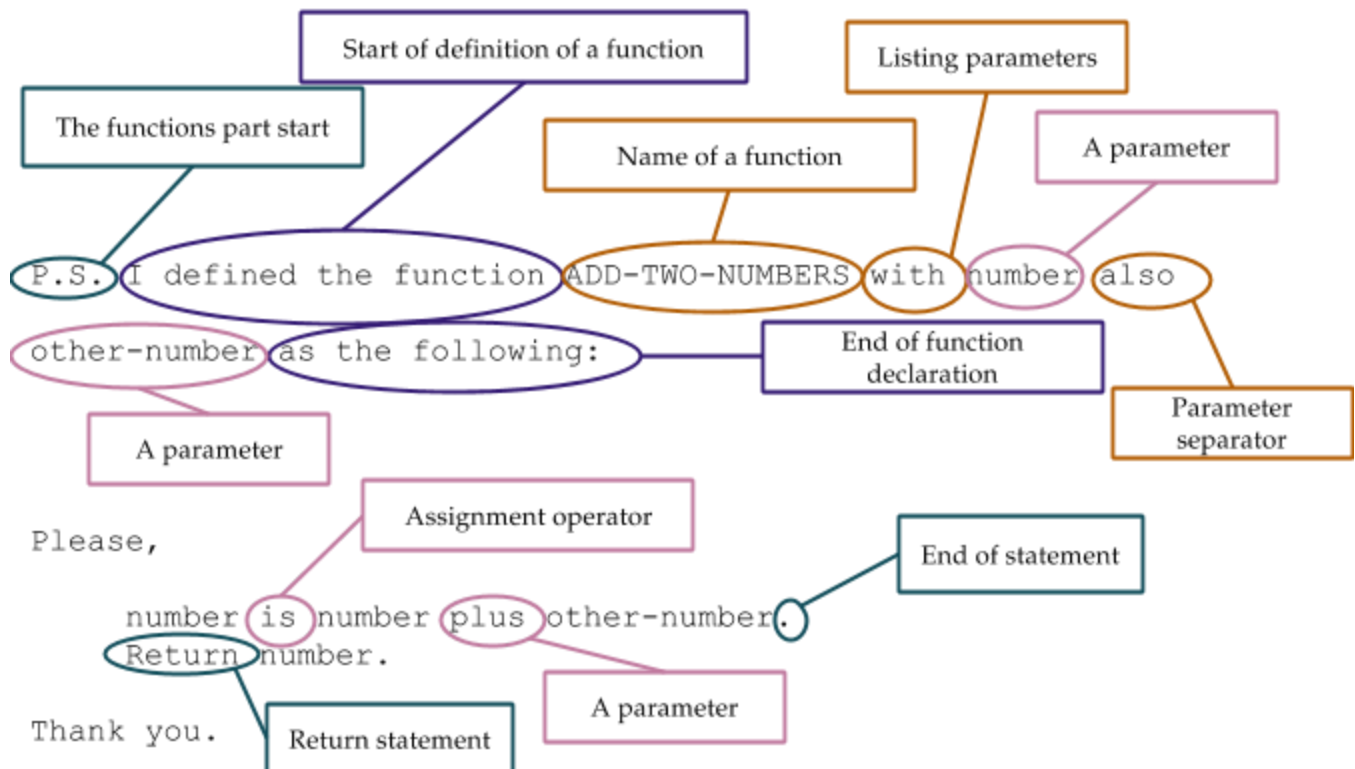 Start of definition of a function
Listing parameters
The functions part start
Name of a function
A parameter
P.S. I defined the function ADD-TWO-NUMBERS with number also
other-number as the following:
End of function
declaration
Parameter
separator
A parameter
Assignment operator
Please,
End of statement
number is number plus other-number.
Return number.
A parameter
Thank you.
Return statement